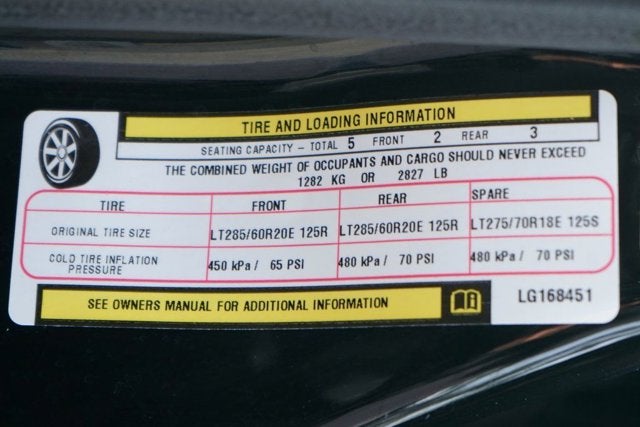 TIRE AND LOADING INFORMATION
SEATING CAPACITY - TOTAL 5 FRONT 2 REAR 3
THE COMBINED WEIGHT OF OCCUPANTS AND CARGO SHOULD NEVER EXCEED
1282 KG OR 2827 LB
TIRE FRONT REAR SPARE
ORIGINAL TIRE SIZE LT285/60R20E 125R LT285/60R20E 125R LT275/70R18E 125S
COLD TIRE INFLATION
PRESSURE 450 kPa / 65 PSI 480 kPa / 70 PSI 480 kPa / 70 PSI
SEE OWNERS MANUAL FOR ADDITIONAL INFORMATION
LG168451